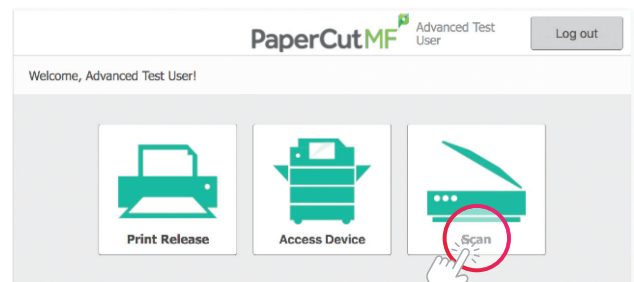 PaperCutMF
Advanced Test
User
Log out
Welcome, Advanced Test User!
Print Release
Access Device
Scan